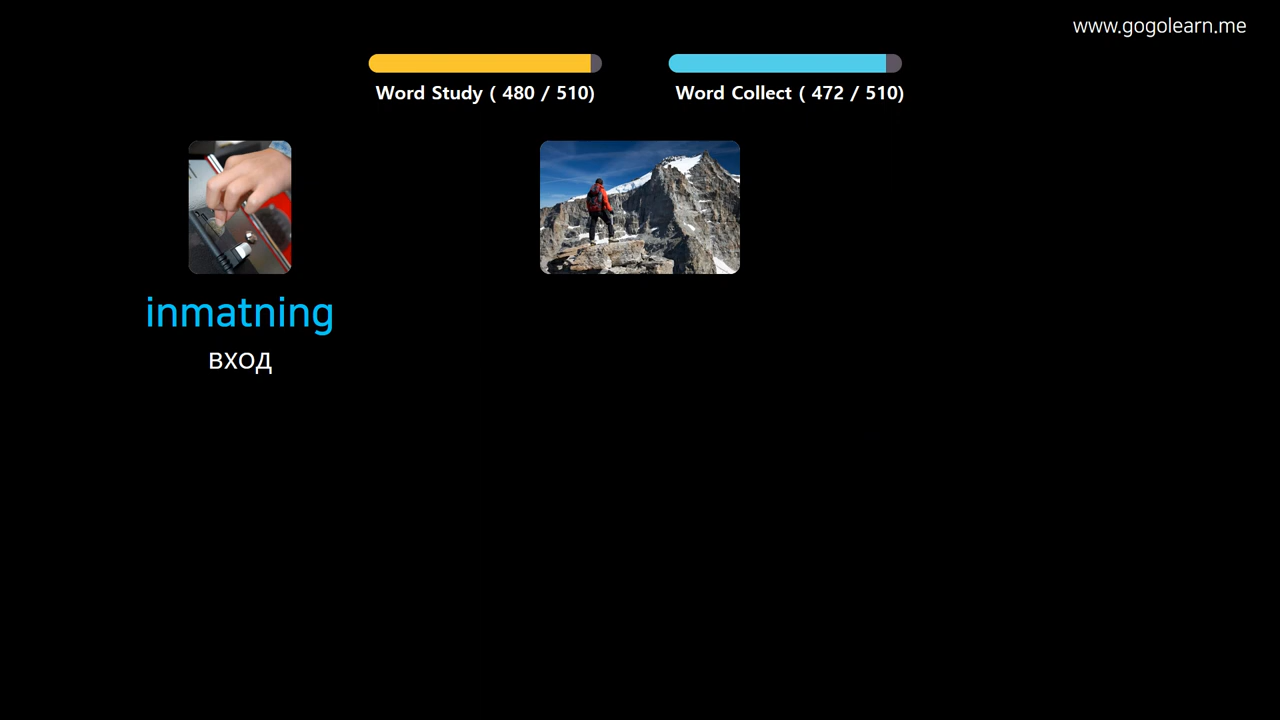 www.gogolearn.me
Word Study ( 480 / 510)
Word Collect ( 472 / 510)
inmatning
вход